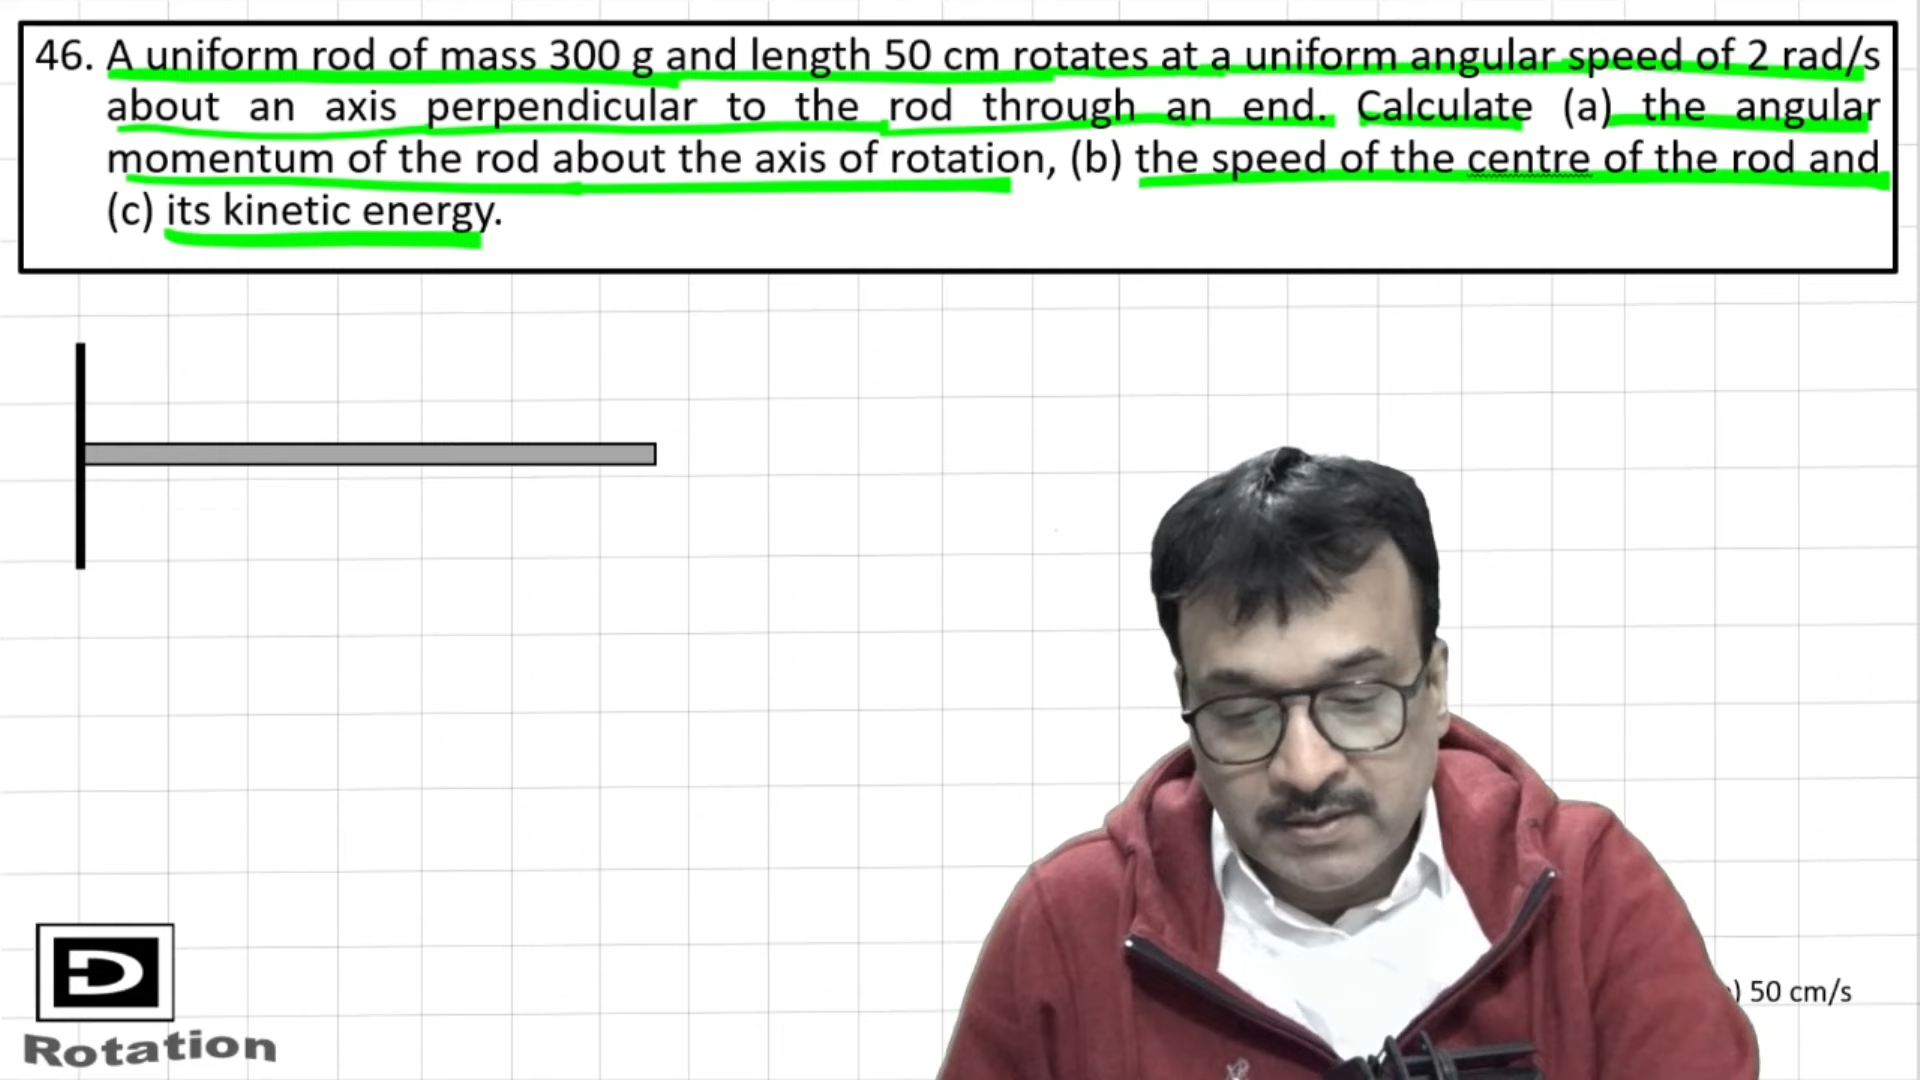 46. A uniform rod of mass 300 g and length 50 cm rotates at a uniform angular speed of 2 rad/s
about an axis perpendicular to the rod through an end. Calculate (a) the angular
momentum of the rod about the axis of rotation, (b) the speed of the centre of the rod and
(c) its kinetic energy.
) 50 cm/s
D
Rotation